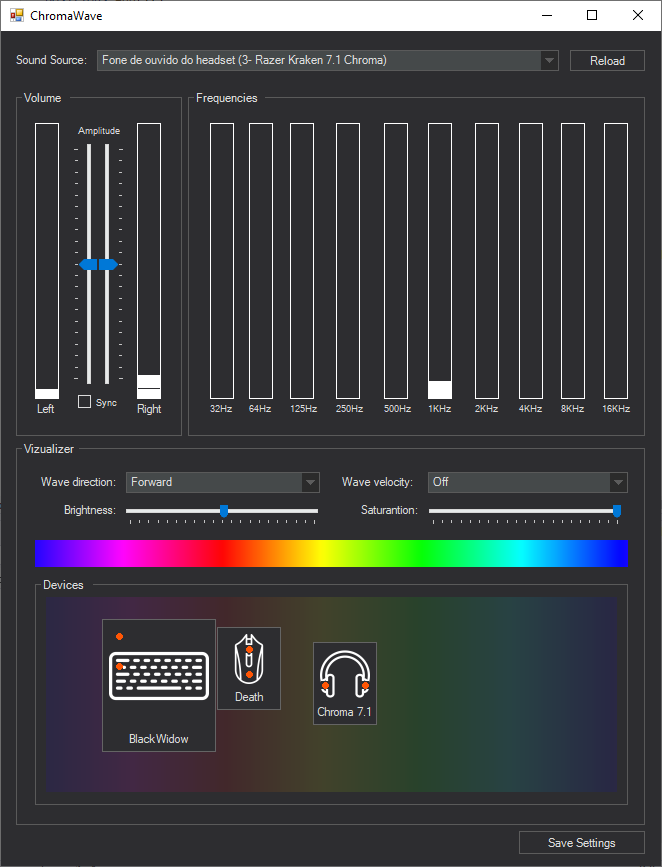 ChromaWave
Sound Source: Fone de ouvido do headset (3- Razer Kraken 7.1 Chroma) Reload
Volume
Amplitude
Left
Sync
Right
Frequencies
32Hz 64Hz 125Hz 250Hz 500Hz 1KHz 2KHz 4KHz 8KHz 16KHz
Vizualizer
Wave direction: Forward Wave velocity: Off
Brightness: Saturantion:
Devices
BlackWidow
Death
Chroma 7.1
Save Settings